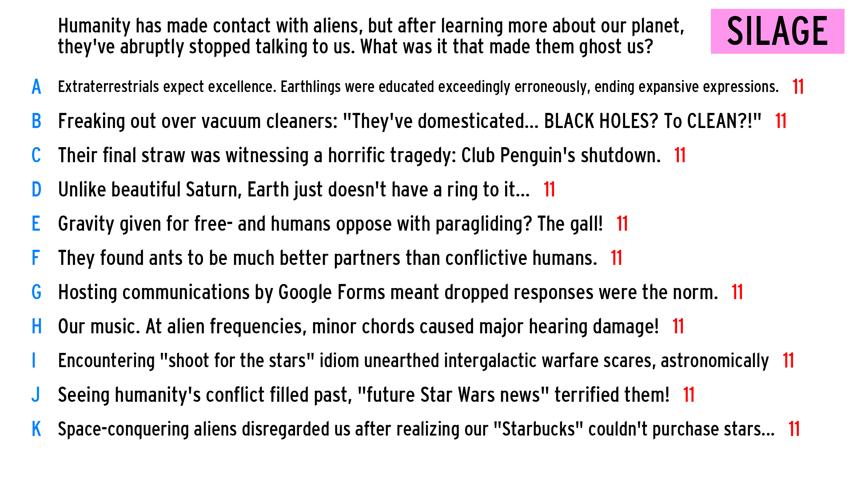 Humanity has made contact with aliens, but after learning more about our planet,
they've abruptly stopped talking to us. What was it that made them ghost us?
SILAGE
A Extraterrestrials expect excellence. Earthlings were educated exceedingly erroneously, ending expansive expressions. 11
B Freaking out over vacuum cleaners: "They've domesticated... BLACK HOLES? To CLEAN?!" 11
C Their final straw was witnessing a horrific tragedy: Club Penguin's shutdown. 11
D Unlike beautiful Saturn, Earth just doesn't have a ring to it... 11
E Gravity given for free- and humans oppose with paragliding? The gall! 11
F They found ants to be much better partners than conflictive humans. 11
G Hosting communications by Google Forms meant dropped responses were the norm. 11
H Our music. At alien frequencies, minor chords caused major hearing damage! 11
I Encountering "shoot for the stars" idiom unearthed intergalactic warfare scares, astronomically 11
J Seeing humanity's conflict filled past, "future Star Wars news" terrified them! 11
K Space-conquering aliens disregarded us after realizing our "Starbucks" couldn't purchase stars... 11